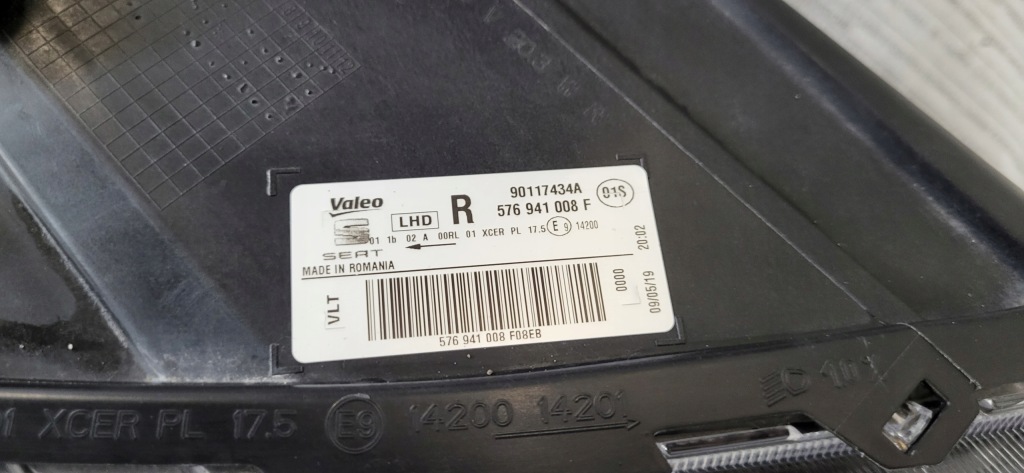 Valeo
LHD R
90117434A
576 941 008 F
01S
01 1b 02 A 00RL 01 XCER PL 17.5 E 9 14200
SEAT
MADE IN ROMANIA
VLT
576 941 008 F08EB
0000
09/05/19 20:02
01 XCER PL 17.5 E9 14200 14201